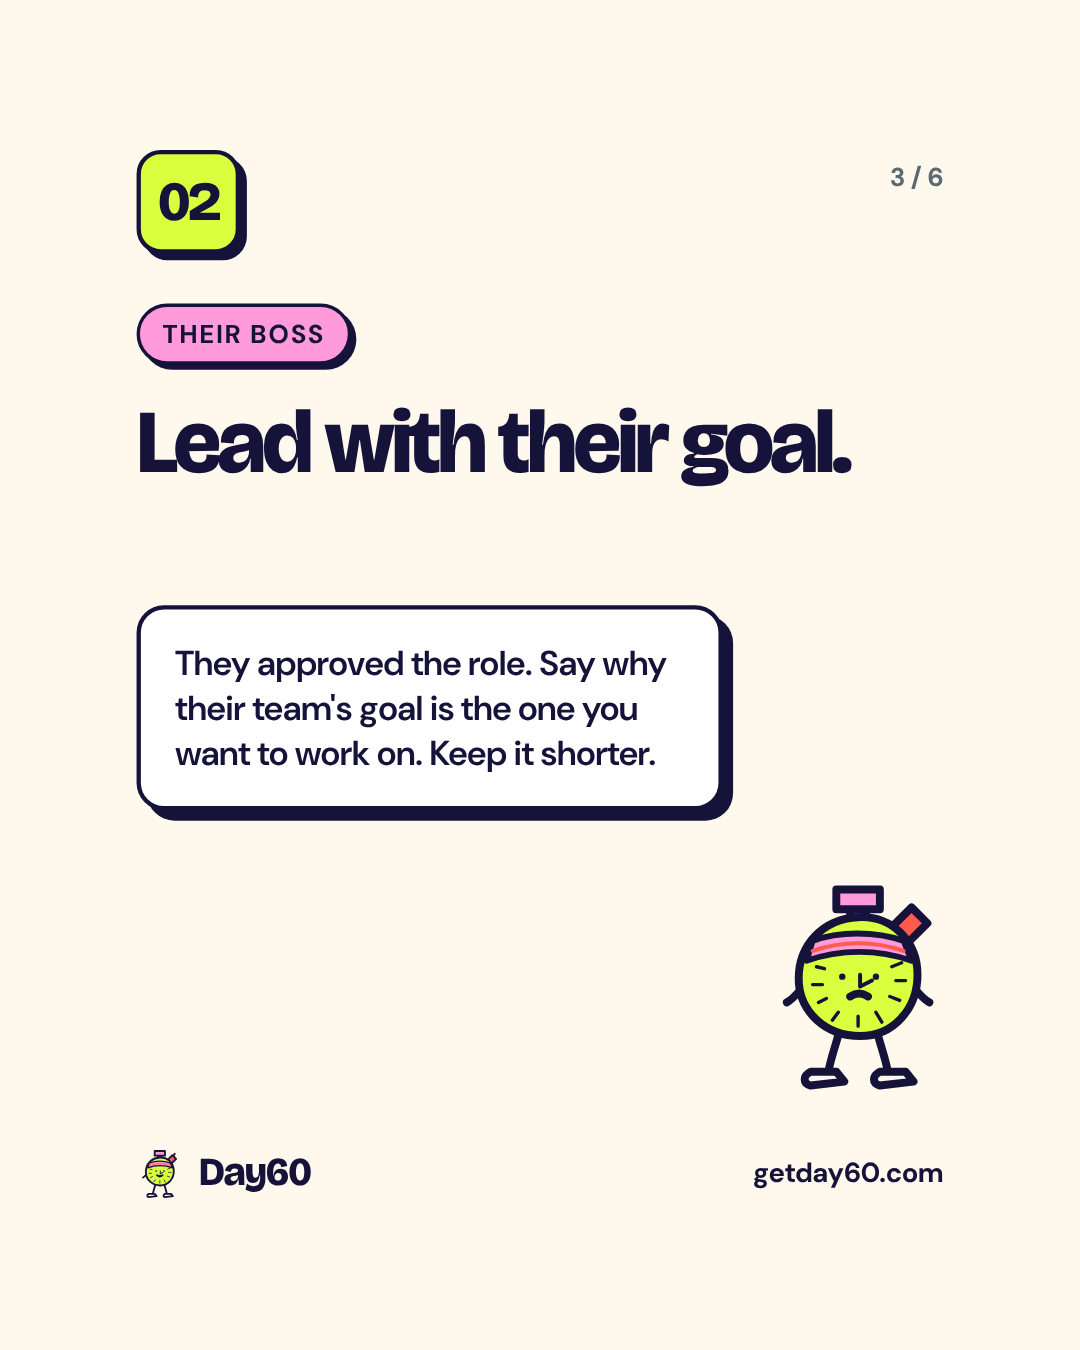 02
3 / 6
THEIR BOSS
Lead with their goal.
They approved the role. Say why
their team's goal is the one you
want to work on. Keep it shorter.
Day60
getday60.com